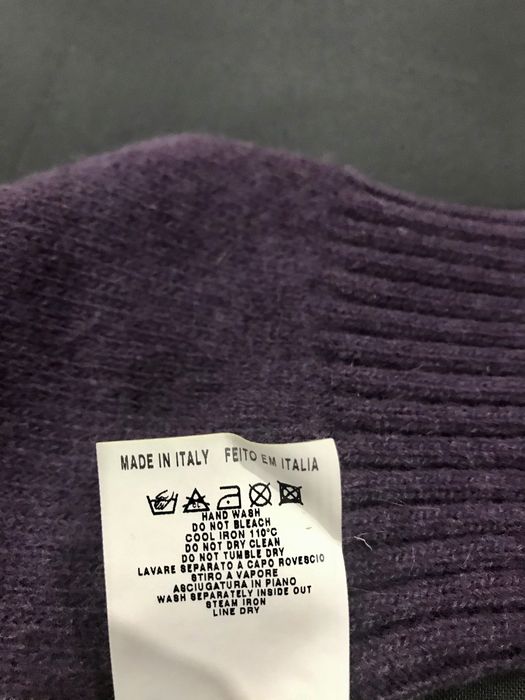 MADE IN ITALY FEITO EM ITALIA
HAND WASH
DO NOT BLEACH
COOL IRON 110°C
DO NOT DRY CLEAN
DO NOT TUMBLE DRY
LAVARE SEPARATO A CAPO ROVESCIO
STIRO A VAPORE
ASCIUGATURA IN PIANO
WASH SEPARATELY INSIDE OUT
STEAM IRON
LINE DRY